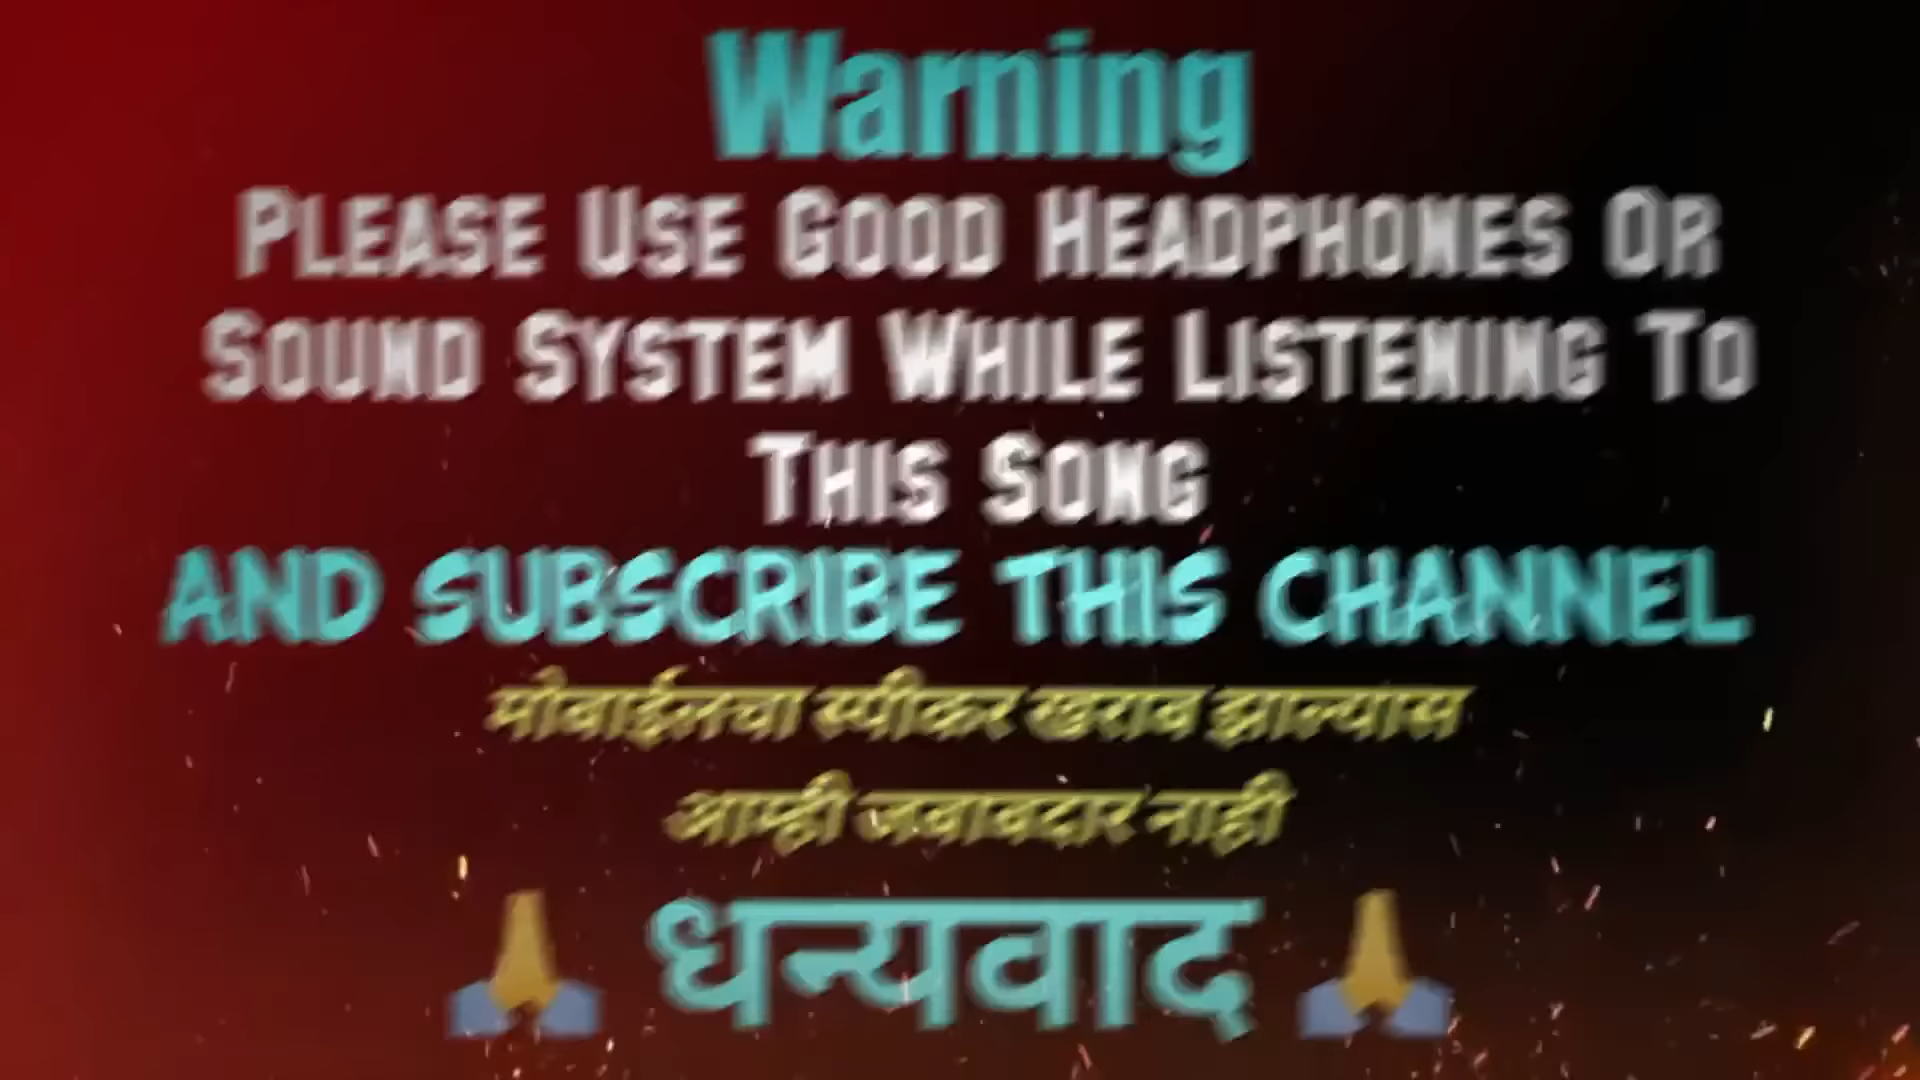 Warning
PLEASE USE GOOD HEADPHONES OR
SOUND SYSTEM WHILE LISTENING TO
THIS SONG
AND SUBSCRIBE THIS CHANNEL
मोबाईलचा स्पीकर खराब झाल्यास
आम्ही जबाबदार नाही
🙏 धन्यवाद 🙏